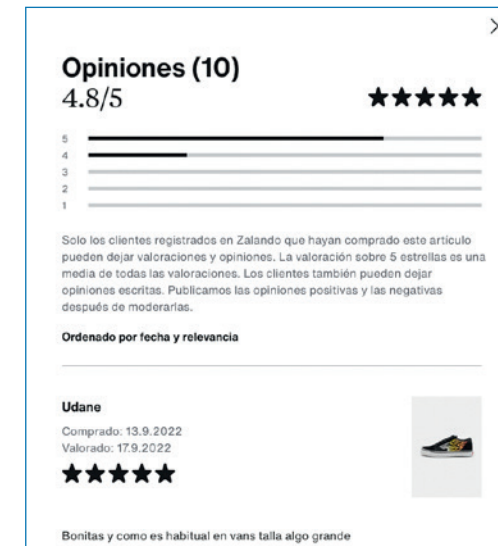 Opiniones (10)
4.8/5
5
4
3
2
1
Solo los clientes registrados en Zalando que hayan comprado este artículo
pueden dejar valoraciones y opiniones. La valoración sobre 5 estrellas es una
media de todas las valoraciones. Los clientes también pueden dejar
opiniones escritas. Publicamos las opiniones positivas y las negativas
después de moderarlas.
Ordenado por fecha y relevancia
Udane
Comprado: 13.9.2022
Valorado: 17.9.2022
Bonitas y como es habitual en vans talla algo grande